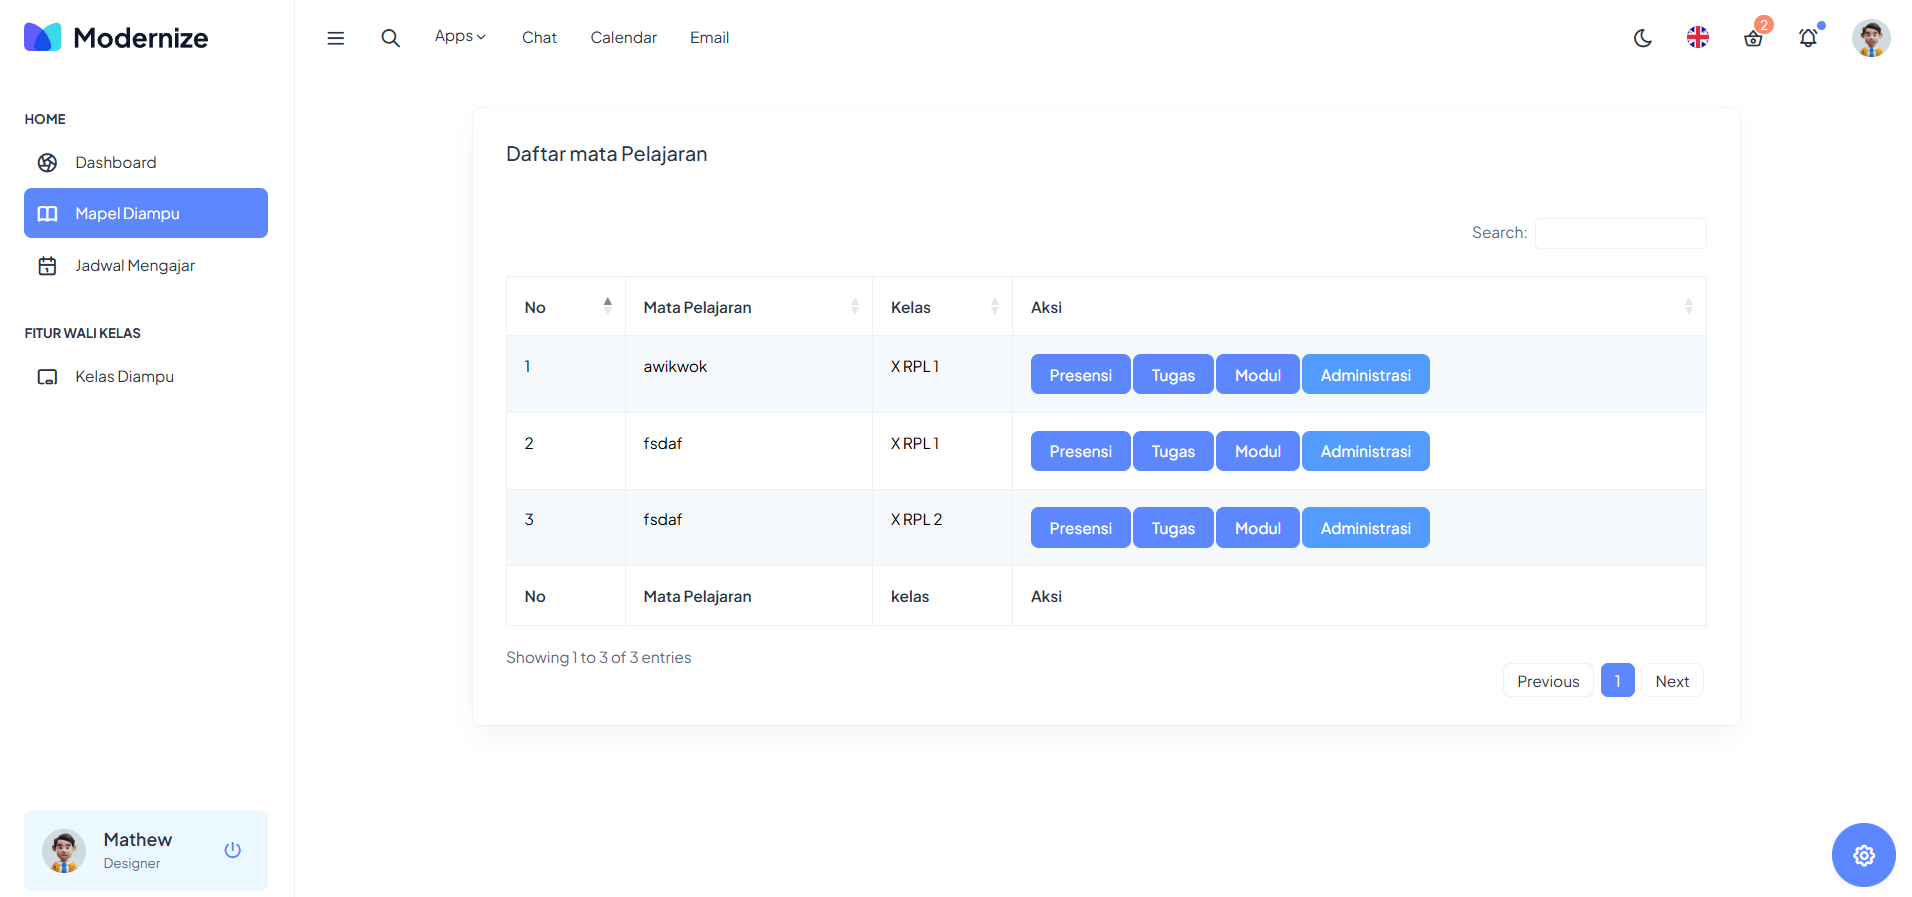 Modernize
Apps Chat Calendar Email
2
HOME
Dashboard
Mapel Diampu
Jadwal Mengajar
FITUR WALI KELAS
Kelas Diampu
Mathew
Designer
Daftar mata Pelajaran
Search:
No Mata Pelajaran Kelas Aksi
1 awikwok X RPL 1 Presensi Tugas Modul Administrasi
2 fsdaf X RPL 1 Presensi Tugas Modul Administrasi
3 fsdaf X RPL 2 Presensi Tugas Modul Administrasi
No Mata Pelajaran kelas Aksi
Showing 1 to 3 of 3 entries
Previous 1 Next